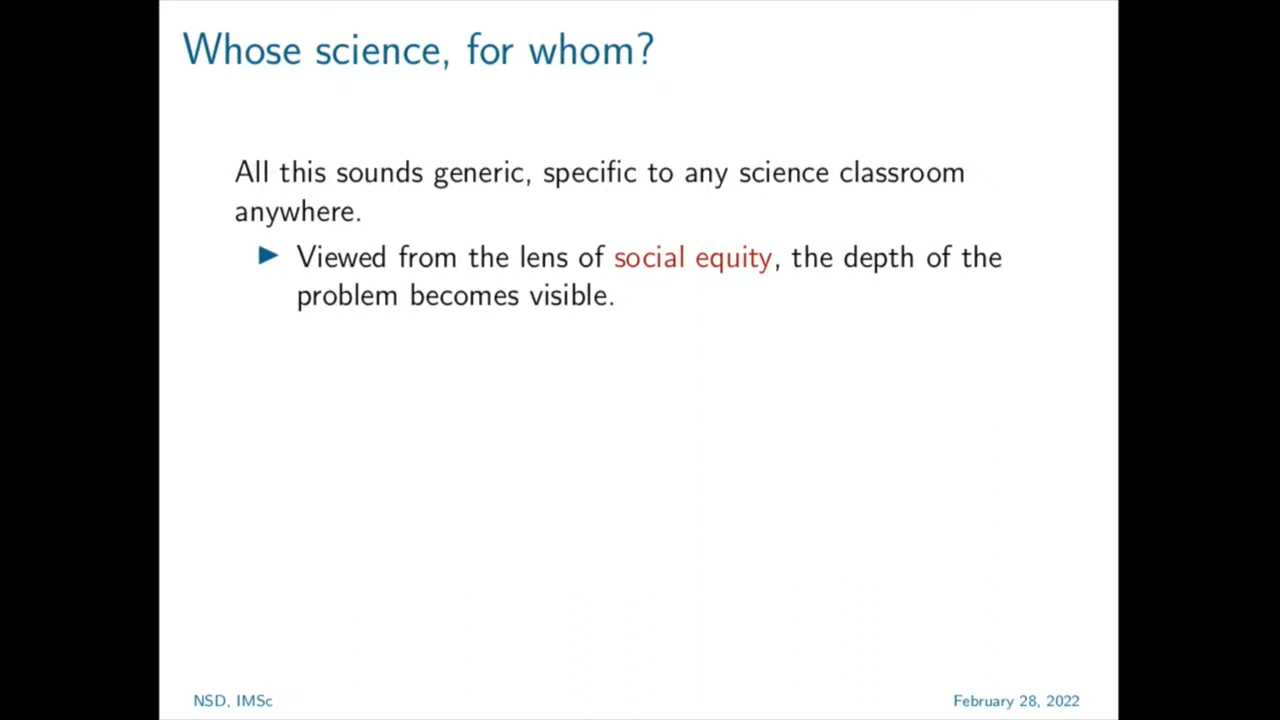 Whose science, for whom?
All this sounds generic, specific to any science classroom
anywhere.
Viewed from the lens of social equity, the depth of the
problem becomes visible.
NSD, IMSc
February 28, 2022